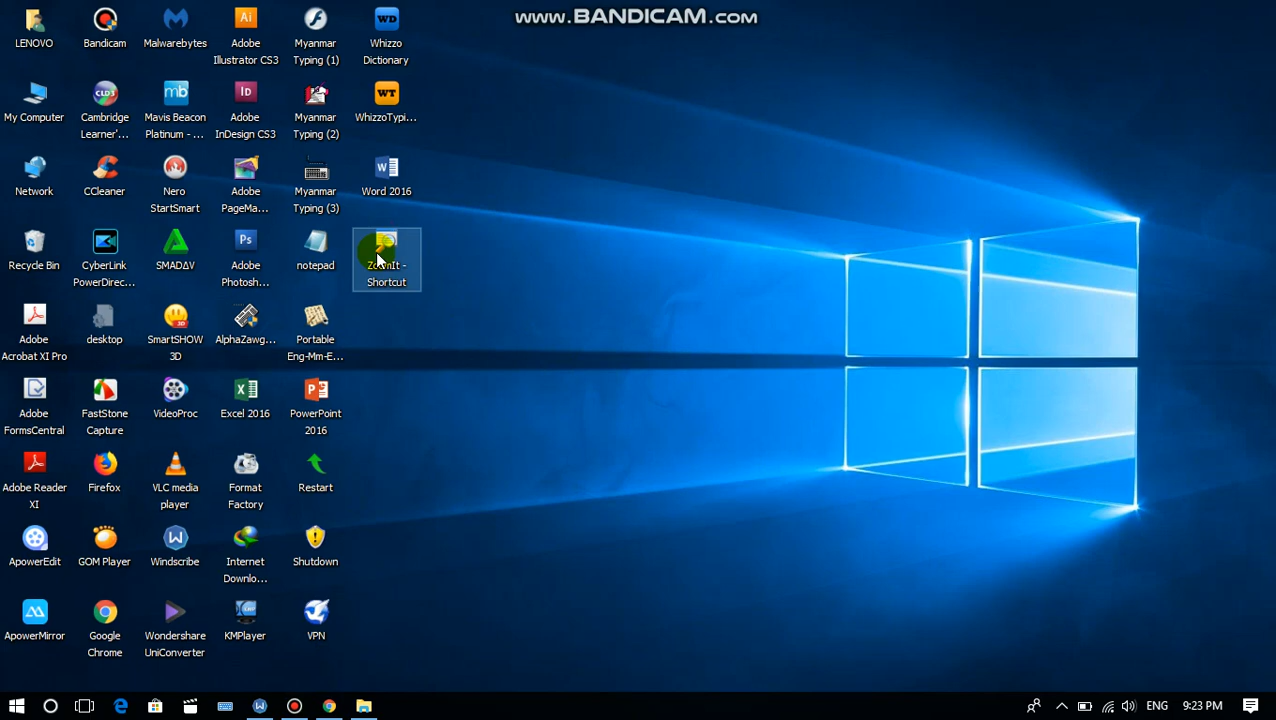 www.BANDICAM.com
LENOVO
Bandicam
Malwarebytes
Adobe
Illustrator CS3
Myanmar
Typing (1)
Whizzo
Dictionary
My Computer
Cambridge
Learner'...
Mavis Beacon
Platinum - ...
Adobe
InDesign CS3
Myanmar
Typing (2)
WhizzoTypi...
Network
CCleaner
Nero
StartSmart
Adobe
PageMa...
Myanmar
Typing (3)
Word 2016
Recycle Bin
CyberLink
PowerDirec...
SMADΔV
Adobe
Photosh...
notepad
ZoomIt -
Shortcut
Adobe
Acrobat XI Pro
desktop
SmartSHOW
3D
AlphaZawg...
Portable
Eng-Mm-E...
Adobe
FormsCentral
FastStone
Capture
VideoProc
Excel 2016
PowerPoint
2016
Adobe Reader
XI
Firefox
VLC media
player
Format
Factory
Restart
ApowerEdit
GOM Player
Windscribe
Internet
Downlo...
Shutdown
ApowerMirror
Google
Chrome
Wondershare
UniConverter
KMPlayer
VPN
ENG
9:23 PM